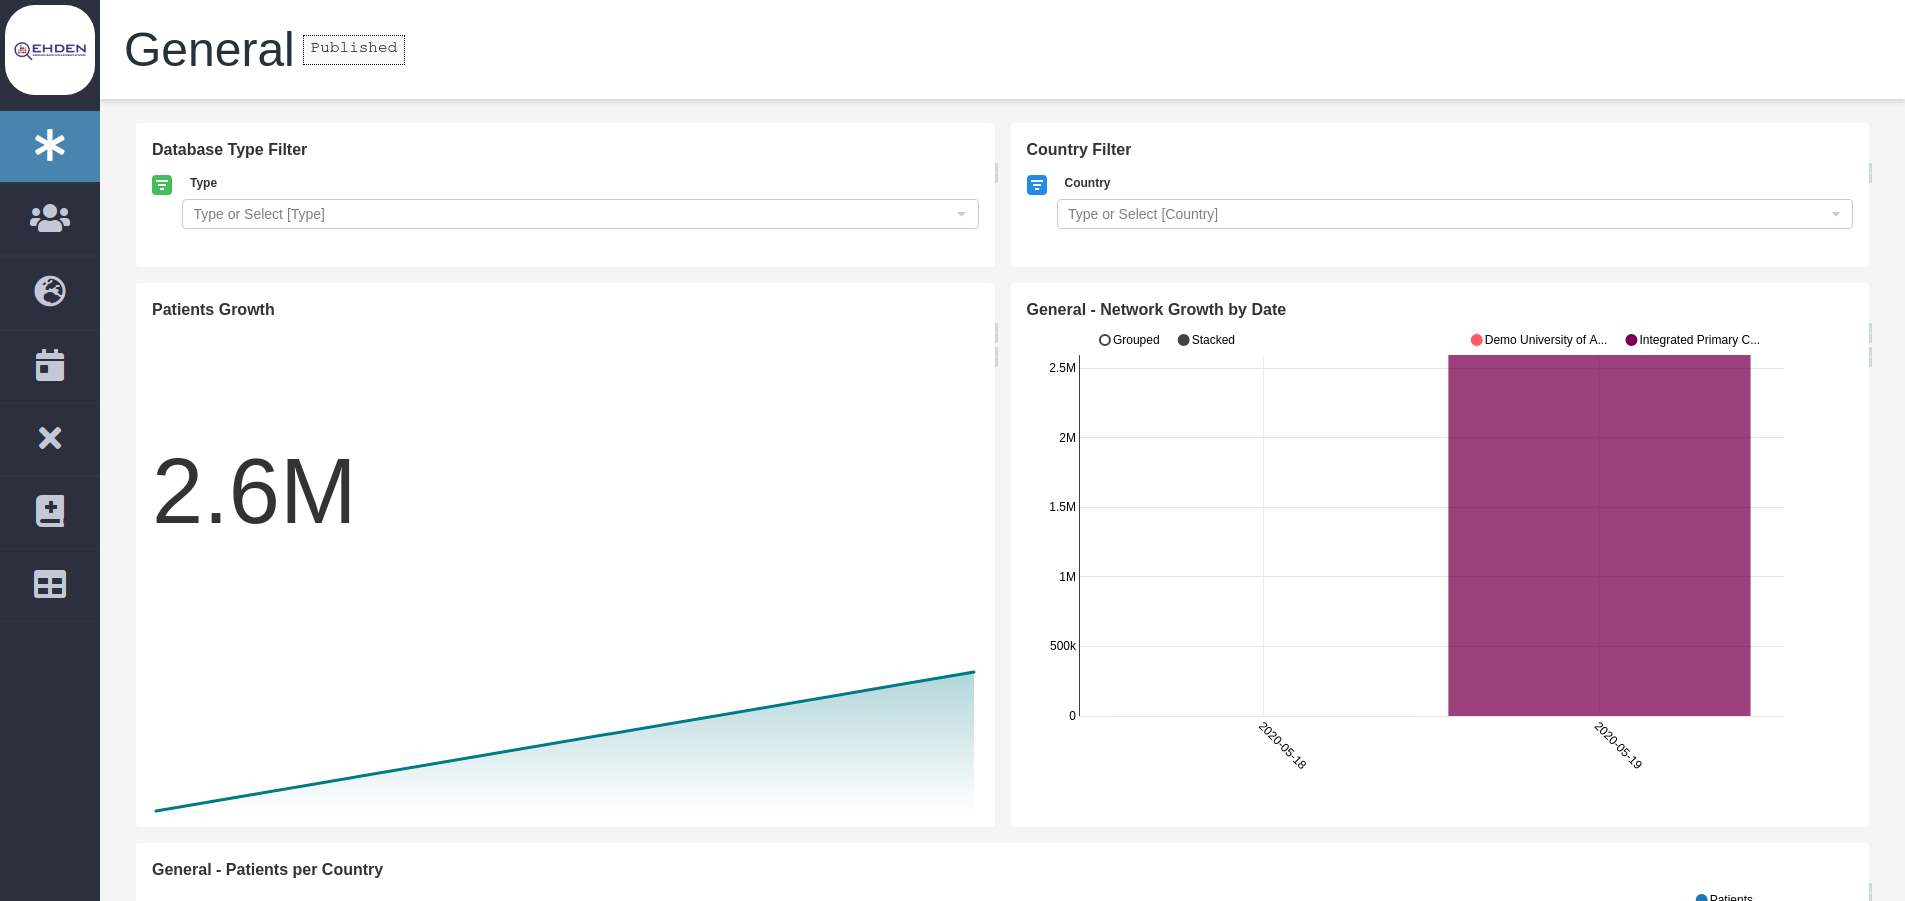 EHDEN
General
Published
Database Type Filter
Type
Type or Select [Type]
Country Filter
Country
Type or Select [Country]
Patients Growth
2.6M
General - Network Growth by Date
Grouped Stacked Demo University of A... Integrated Primary C...
2.5M
2M
1.5M
1M
500k
0
2020-05-18
2020-05-19
General - Patients per Country
Patients